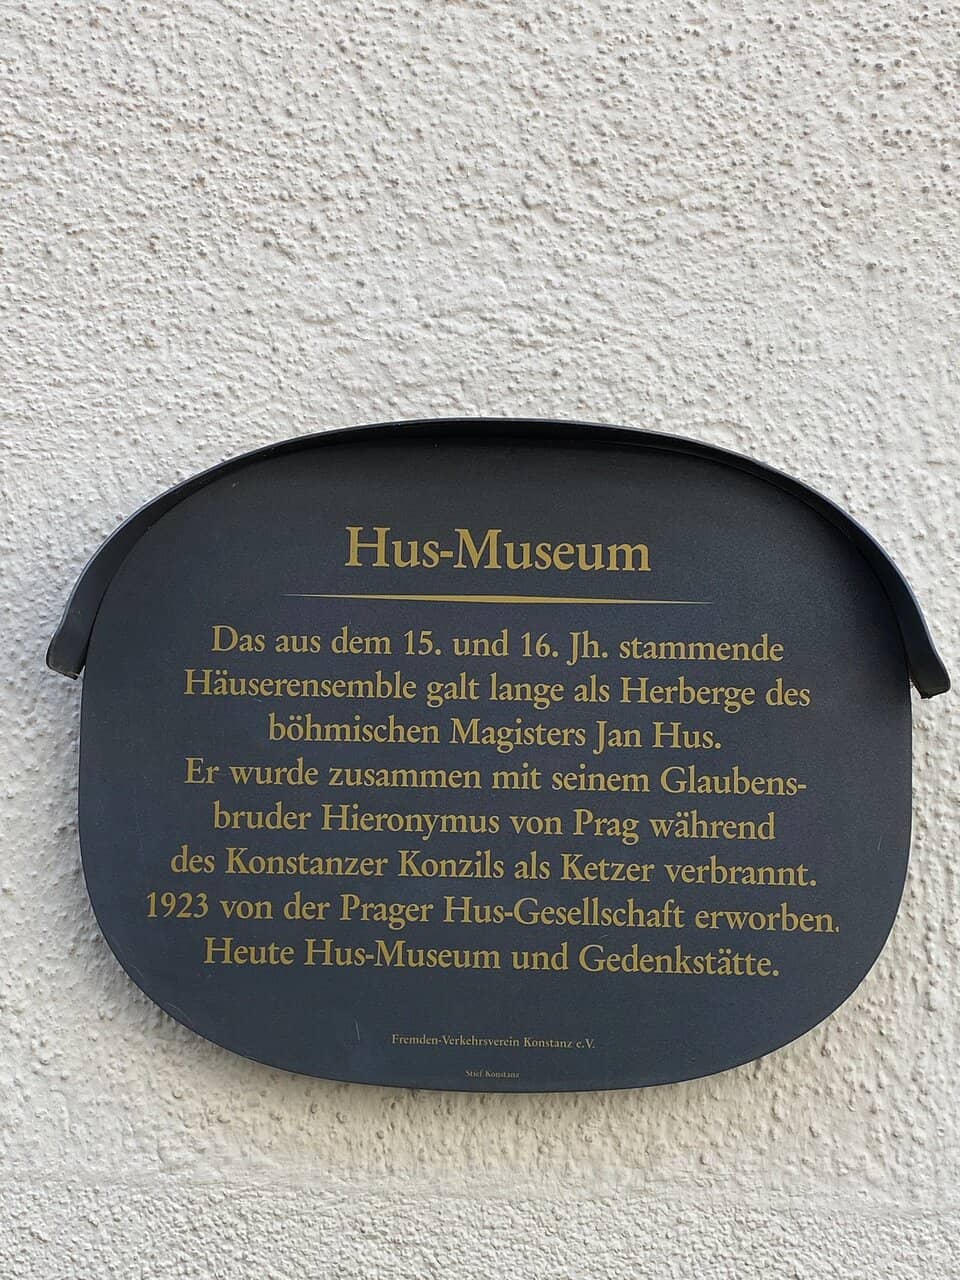 Hus-Museum
Das aus dem 15. und 16. Jh. stammende
Häuserensemble galt lange als Herberge des
böhmischen Magisters Jan Hus.
Er wurde zusammen mit seinem Glaubens-
bruder Hieronymus von Prag während
des Konstanzer Konzils als Ketzer verbrannt.
1923 von der Prager Hus-Gesellschaft erworben.
Heute Hus-Museum und Gedenkstätte.
Fremden-Verkehrsverein Konstanz e.V.
Stief Konstanz